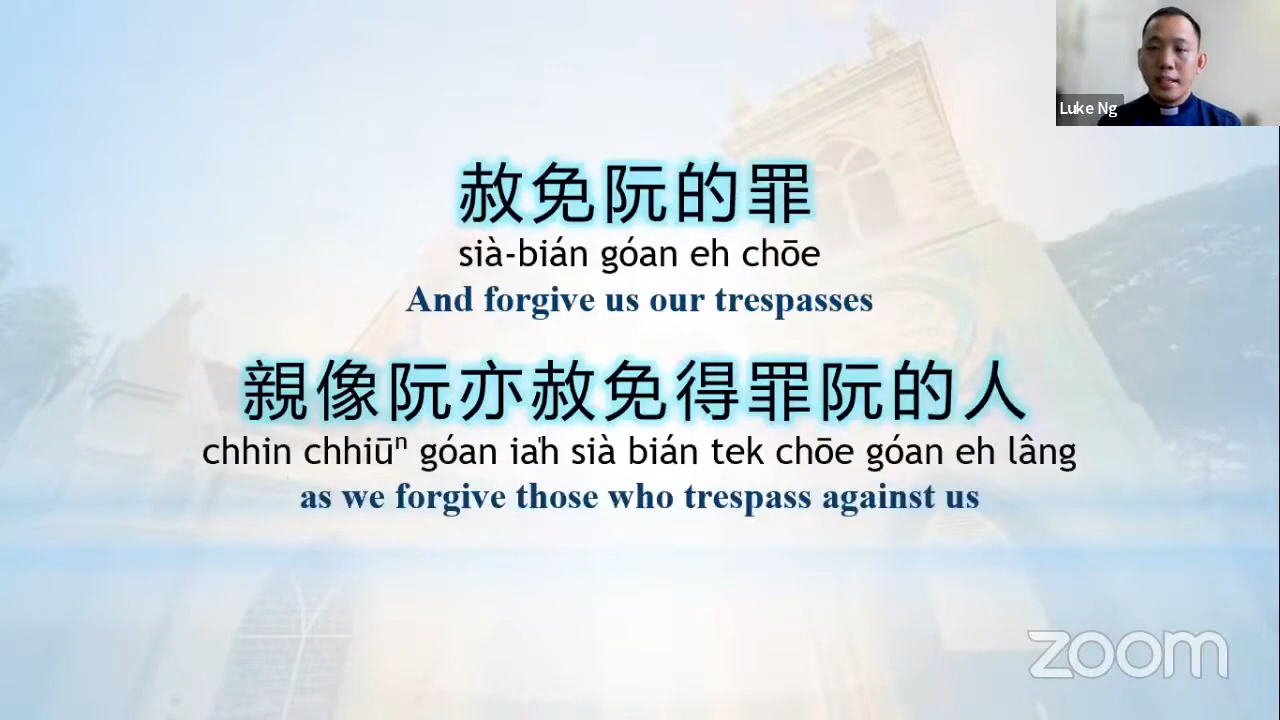 Luke Ng
赦免阮的罪
sià-bián góan eh chōe
And forgive us our trespasses
親像阮亦赦免得罪阮的人
chhin chhiūⁿ góan ia̍h sià bián tek chōe góan eh lâng
as we forgive those who trespass against us
zoom